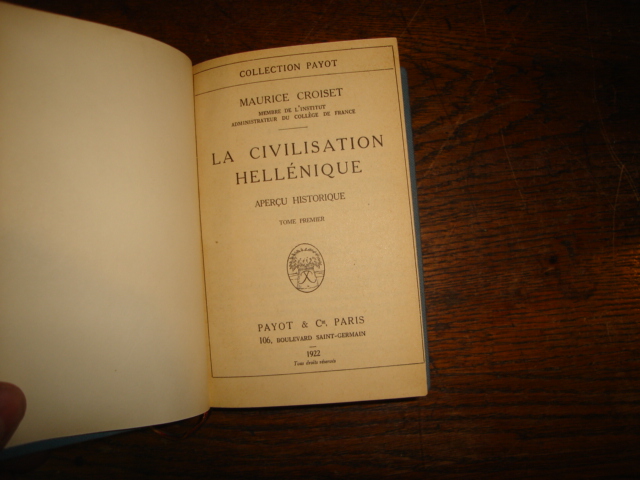 COLLECTION PAYOT
MAURICE CROISET
MEMBRE DE L'INSTITUT
ADMINISTRATEUR DU COLLÈGE DE FRANCE
LA CIVILISATION
HELLÉNIQUE
APERÇU HISTORIQUE
TOME PREMIER
PAYOT & Cie, PARIS
106, BOULEVARD SAINT-GERMAIN
1922
Tous droits réservés